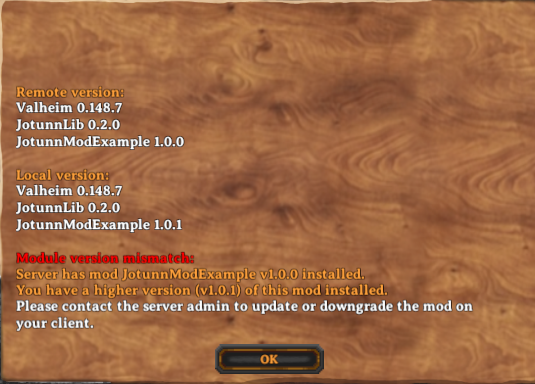 Remote version:
Valheim 0.148.7
JotunnLib 0.2.0
JotunnModExample 1.0.0
Local version:
Valheim 0.148.7
JotunnLib 0.2.0
JotunnModExample 1.0.1
Module version mismatch:
Server has mod JotunnModExample v1.0.0 installed.
You have a higher version (v1.0.1) of this mod installed.
Please contact the server admin to update or downgrade the mod on
your client.
OK